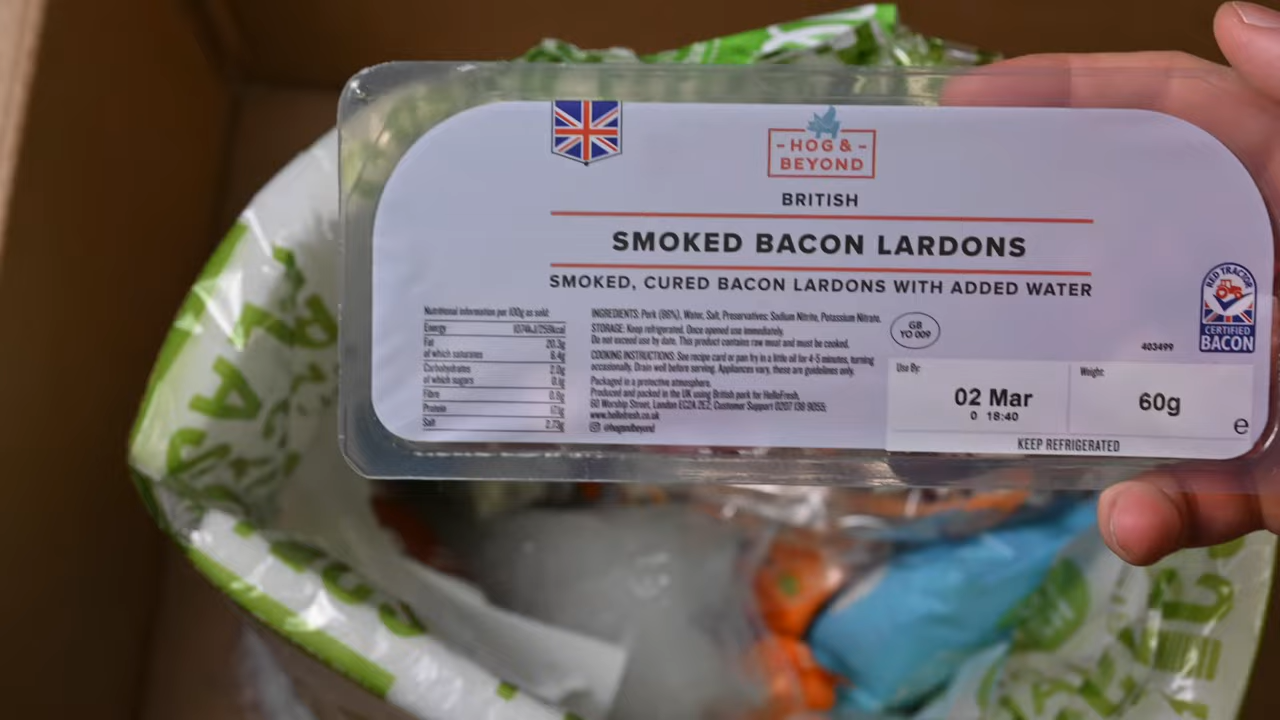 - HOG & -
BEYOND
BRITISH
SMOKED BACON LARDONS
SMOKED, CURED BACON LARDONS WITH ADDED WATER
Nutritional information per 100g as sold:
Energy 1074kJ/259kcal
Fat 20.3g
of which saturates 8.4g
Carbohydrates 2.0g
of which sugars 0.1g
Fibre
Protein
Salt 2.73g
INGREDIENTS: Pork (98%), Water, Salt, Preservatives: Sodium Nitrite, Potassium Nitrate.
STORAGE: Keep refrigerated. Once opened use immediately.
Do not exceed use by date. This product contains raw meat and must be cooked.
COOKING INSTRUCTIONS: See recipe card or pan fry in a little oil for 4-5 minutes, turning
occasionally. Drain well before serving. Appliances vary, these are guidelines only.
Packaged in a protective atmosphere.
Produced and packed in the UK using British pork for HelloFresh,
60 Worship Street, London EC2A 2EZ; Customer Support 0207 138 9055;
www.hellofresh.co.uk
@hogandbeyond
GB
YO 009
403499
RED TRACTOR
CERTIFIED
BACON
Use By:
02 Mar
0 18:40
Weight:
60g
e
KEEP REFRIGERATED